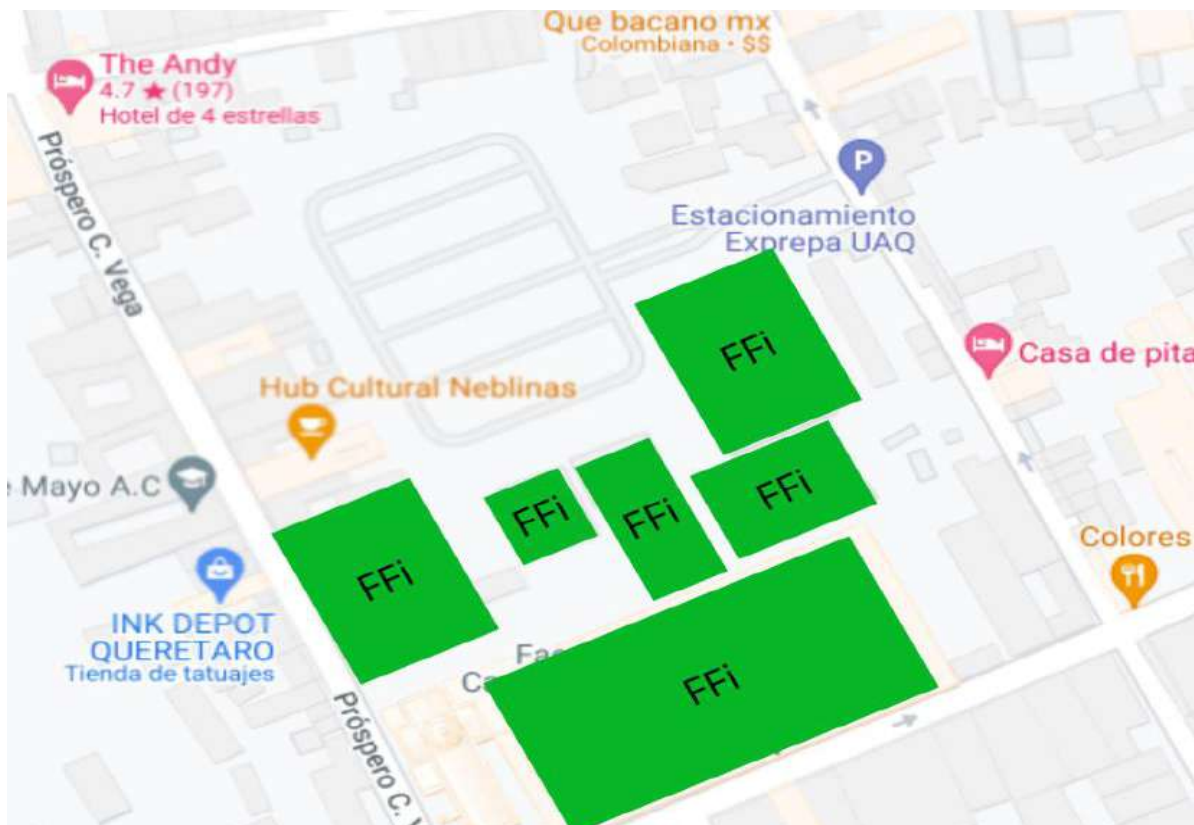 Que bacano mx
Colombiana · $$
The Andy
4.7 ★ (197)
Hotel de 4 estrellas
Próspero C. Vega
P
Estacionamiento
Exprepa UAQ
FFi
Casa de pita
Hub Cultural Neblinas
Mayo A.C
FFi
FFi
FFi
FFi
Colores
INK DEPOT
QUERETARO
Tienda de tatuajes
FFi
Próspero C.